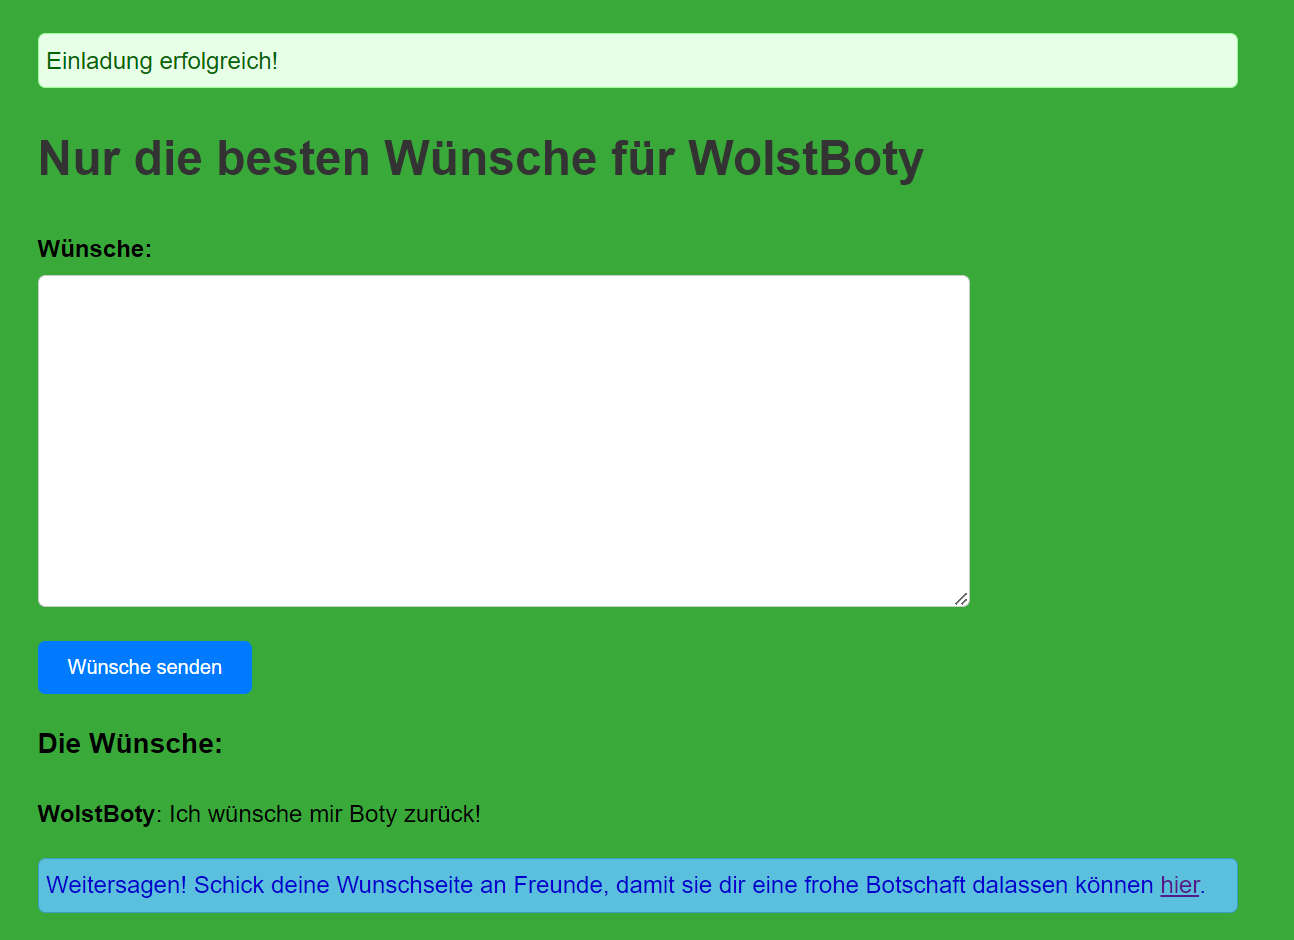 Einladung erfolgreich!
Nur die besten Wünsche für WolstBoty
Wünsche:
Wünsche senden
Die Wünsche:
WolstBoty: Ich wünsche mir Boty zurück!
Weitersagen! Schick deine Wunschseite an Freunde, damit sie dir eine frohe Botschaft dalassen können hier.